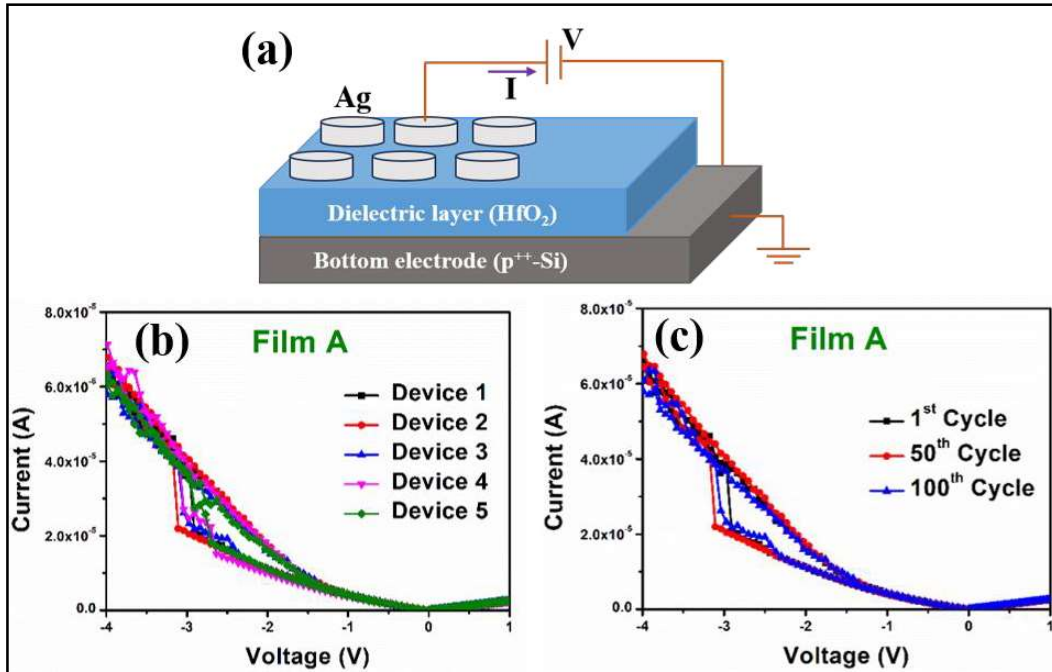 (a)
V
I
Ag
Dielectric layer (HfO₂)
Bottom electrode (p⁺⁺-Si)
(b)
Film A
Device 1
Device 2
Device 3
Device 4
Device 5
8.0x10⁻⁵
6.0x10⁻⁵
4.0x10⁻⁵
2.0x10⁻⁵
0.0
Current (A)
-4 -3 -2 -1 0 1
Voltage (V)
(c)
Film A
1ˢᵗ Cycle
50ᵗʰ Cycle
100ᵗʰ Cycle
8.0x10⁻⁵
6.0x10⁻⁵
4.0x10⁻⁵
2.0x10⁻⁵
0.0
Current (A)
-4 -3 -2 -1 0 1
Voltage (V)